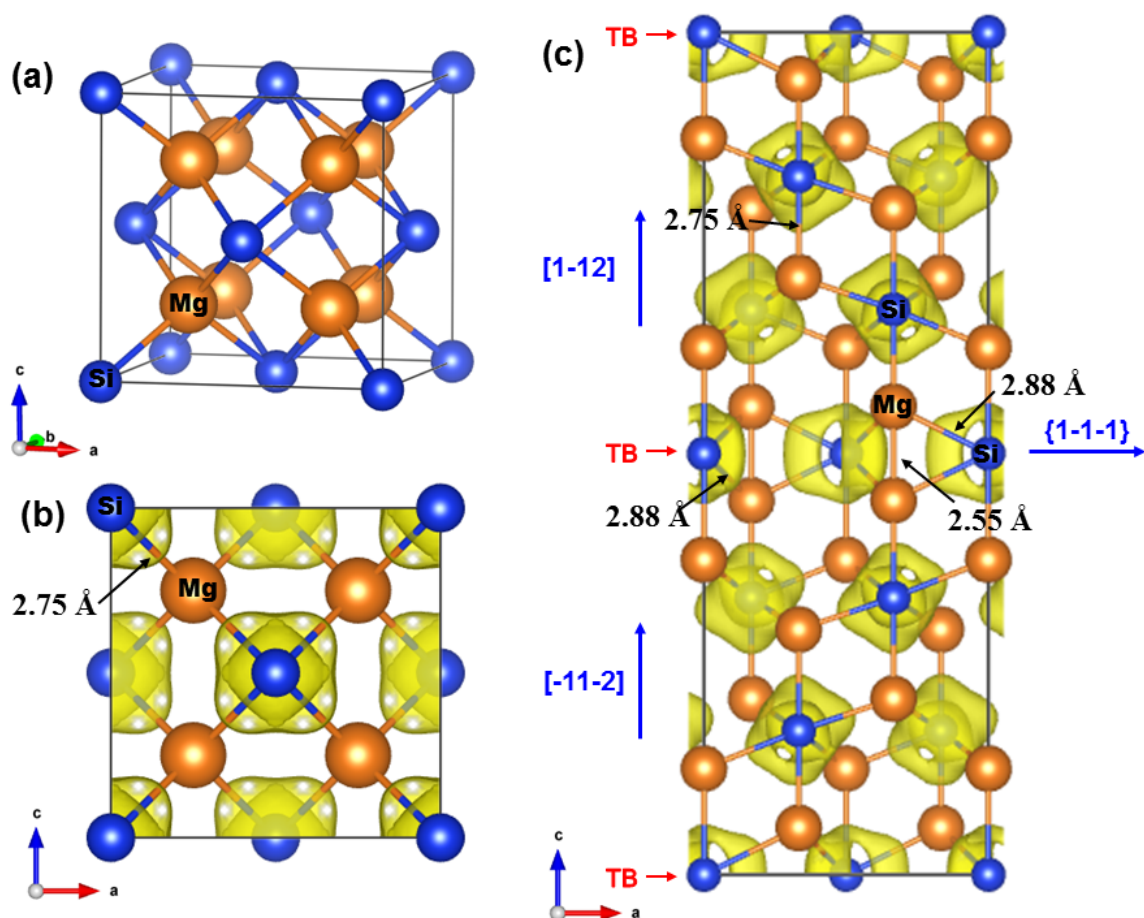 (a)
Mg
Si
c
b
a
(b)
Si
Mg
2.75 Å
c
a
(c)
TB
2.75 Å
[1-12]
Si
Mg
2.88 Å
{1-1-1}
TB
Si
2.88 Å
2.55 Å
[-11-2]
TB
c
a